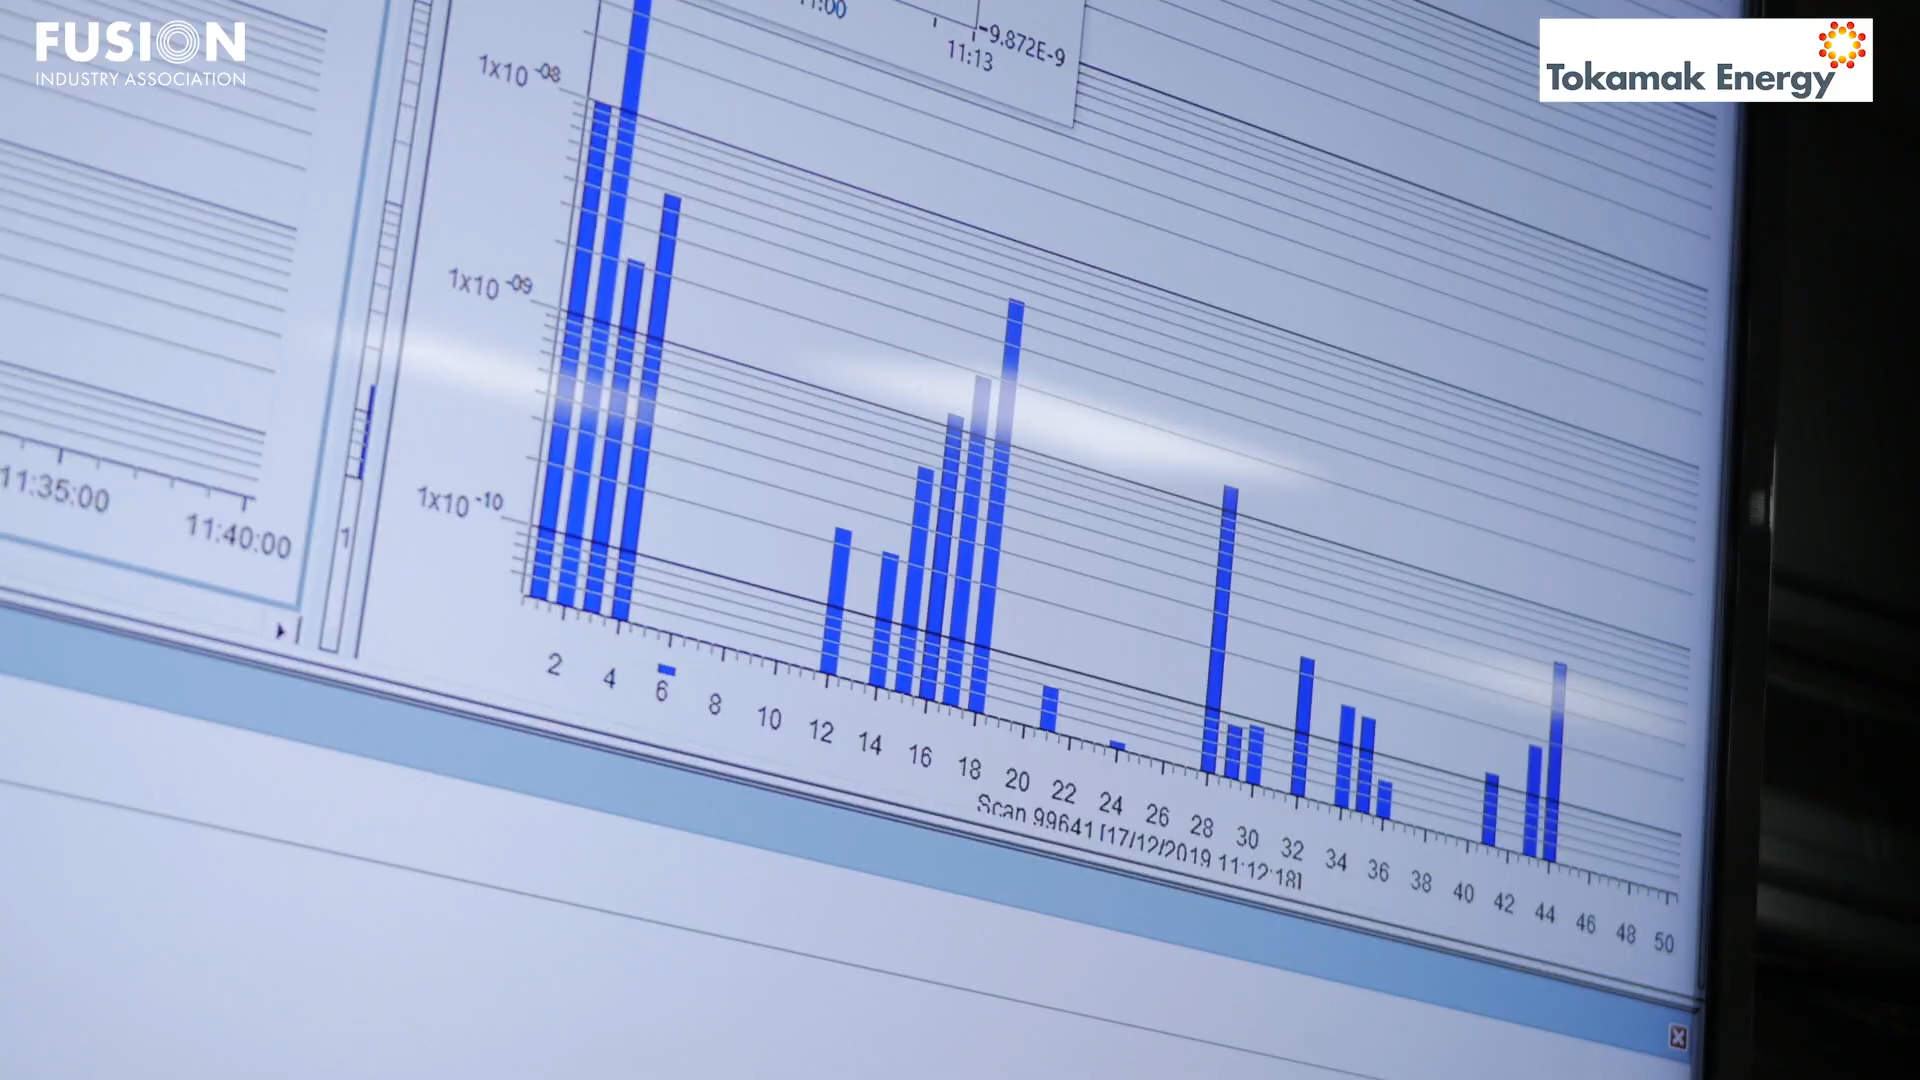 FUSION
INDUSTRY ASSOCIATION
Tokamak Energy
-9.872E-9
11:13
1x10 -08
1x10 -09
1x10 -10
11:35:00
11:40:00
1
2 4 6 8 10 12 14 16 18 20 22 24 26 28 30 32 34 36 38 40 42 44 46 48 50
Scan 99641 [17/12/2019 11:12:18]